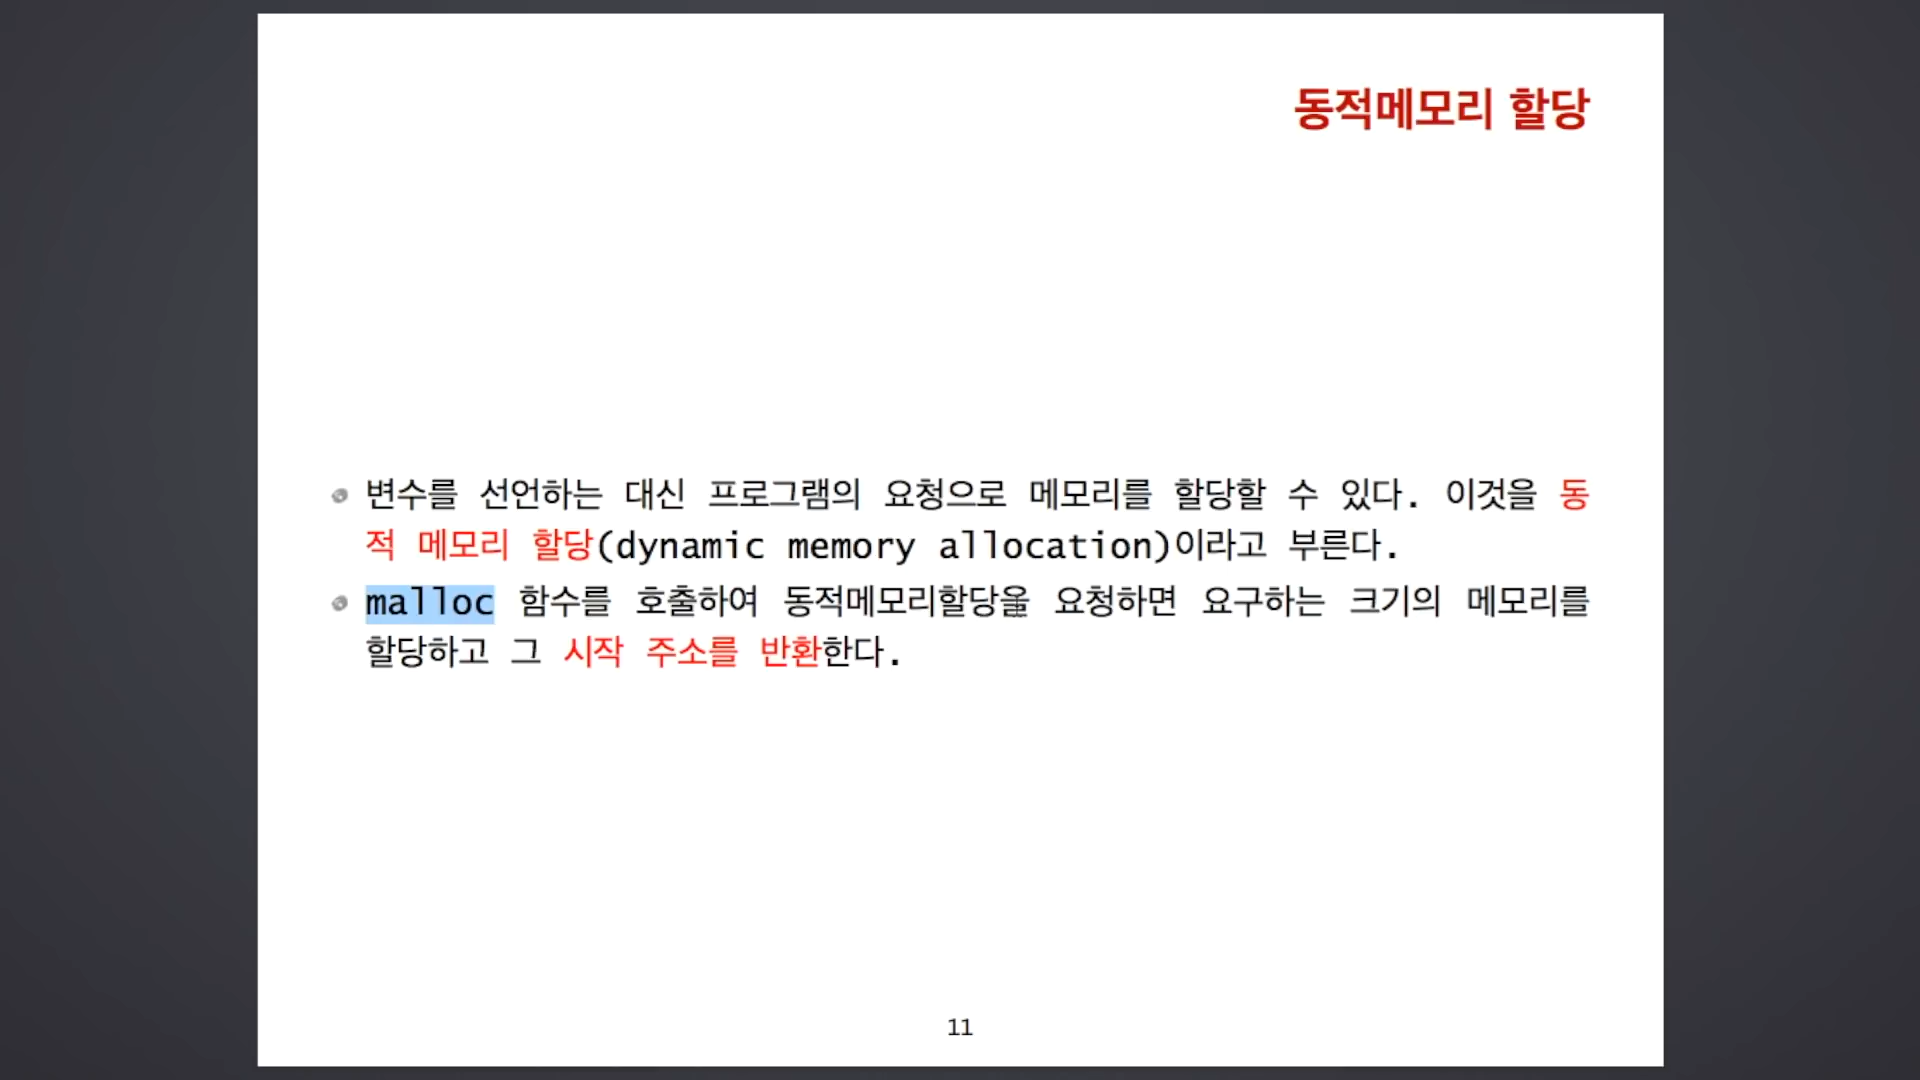 동적메모리 할당
변수를 선언하는 대신 프로그램의 요청으로 메모리를 할당할 수 있다. 이것을 동
적 메모리 할당(dynamic memory allocation)이라고 부른다.
malloc 함수를 호출하여 동적메모리할당을 요청하면 요구하는 크기의 메모리를
할당하고 그 시작 주소를 반환한다.
11